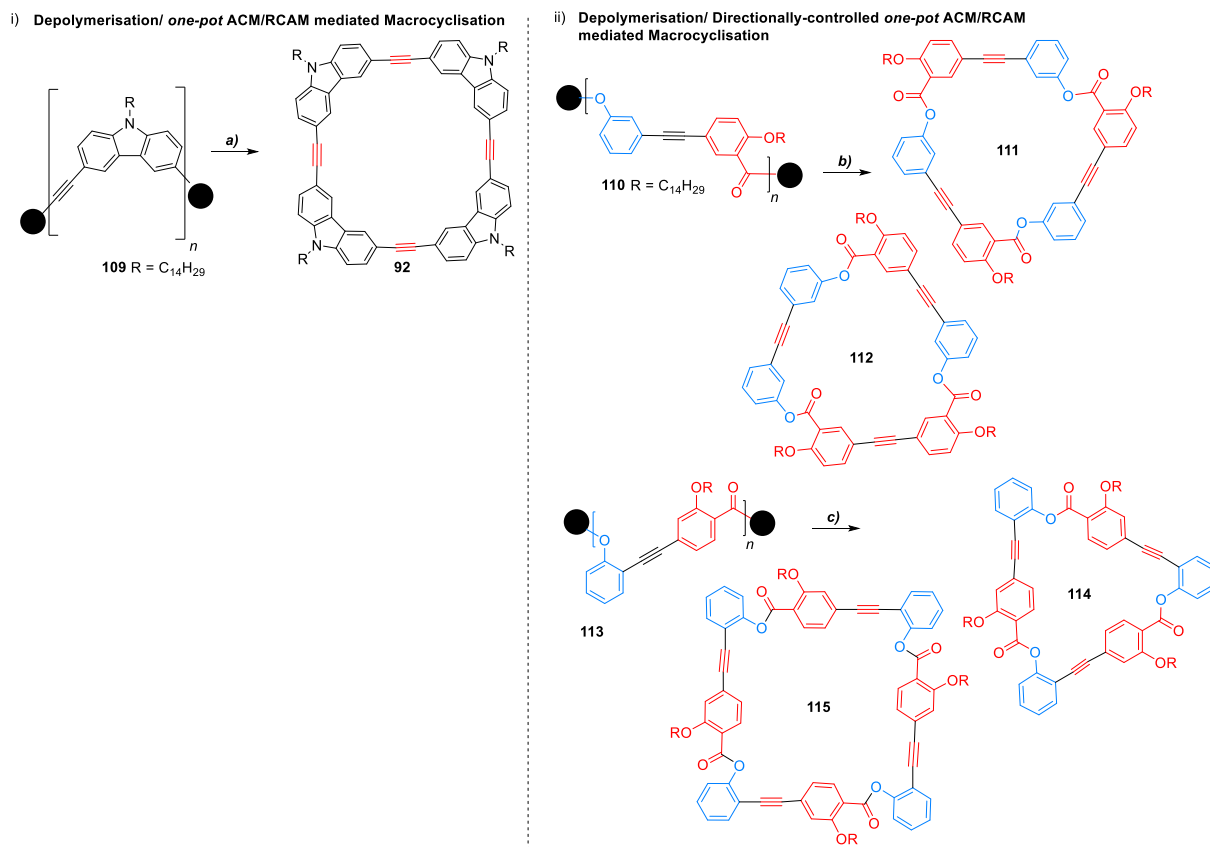 i) Depolymerisation/ one-pot ACM/RCAM mediated Macrocyclisation
R
N
n
109 R = C14H29
a)
R
N
R
N
N
R
N
R
92
ii) Depolymerisation/ Directionally-controlled one-pot ACM/RCAM
mediated Macrocyclisation
O
RO
O
n
110 R = C14H29
b)
RO
O
O
O
O
OR
O
O
OR
111
RO
O
O
O
O
O
O
RO
OR
112
O
OR
O
n
113
c)
O
O
OR
O
O
RO
O
O
OR
114
RO
O
O
O
O
OR
RO
O
O
O
O
RO
115